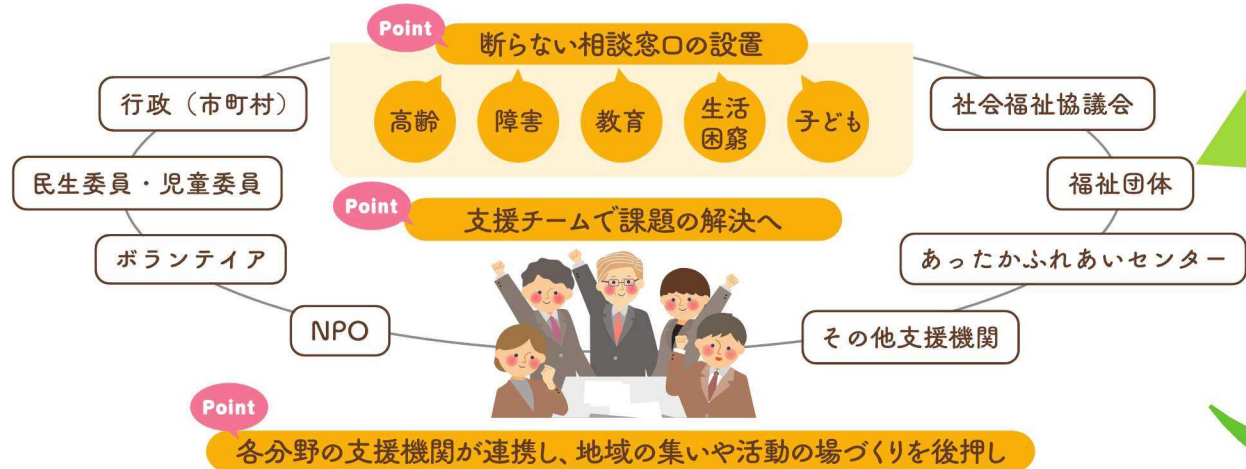 Point
断らない相談窓口の設置
高齢
障害
教育
生活
困窮
子ども
行政（市町村）
民生委員・児童委員
ボランテイア
NPO
社会福祉協議会
福祉団体
あったかふれあいセンター
その他支援機関
Point
支援チームで課題の解決へ
Point
各分野の支援機関が連携し、地域の集いや活動の場づくりを後押し